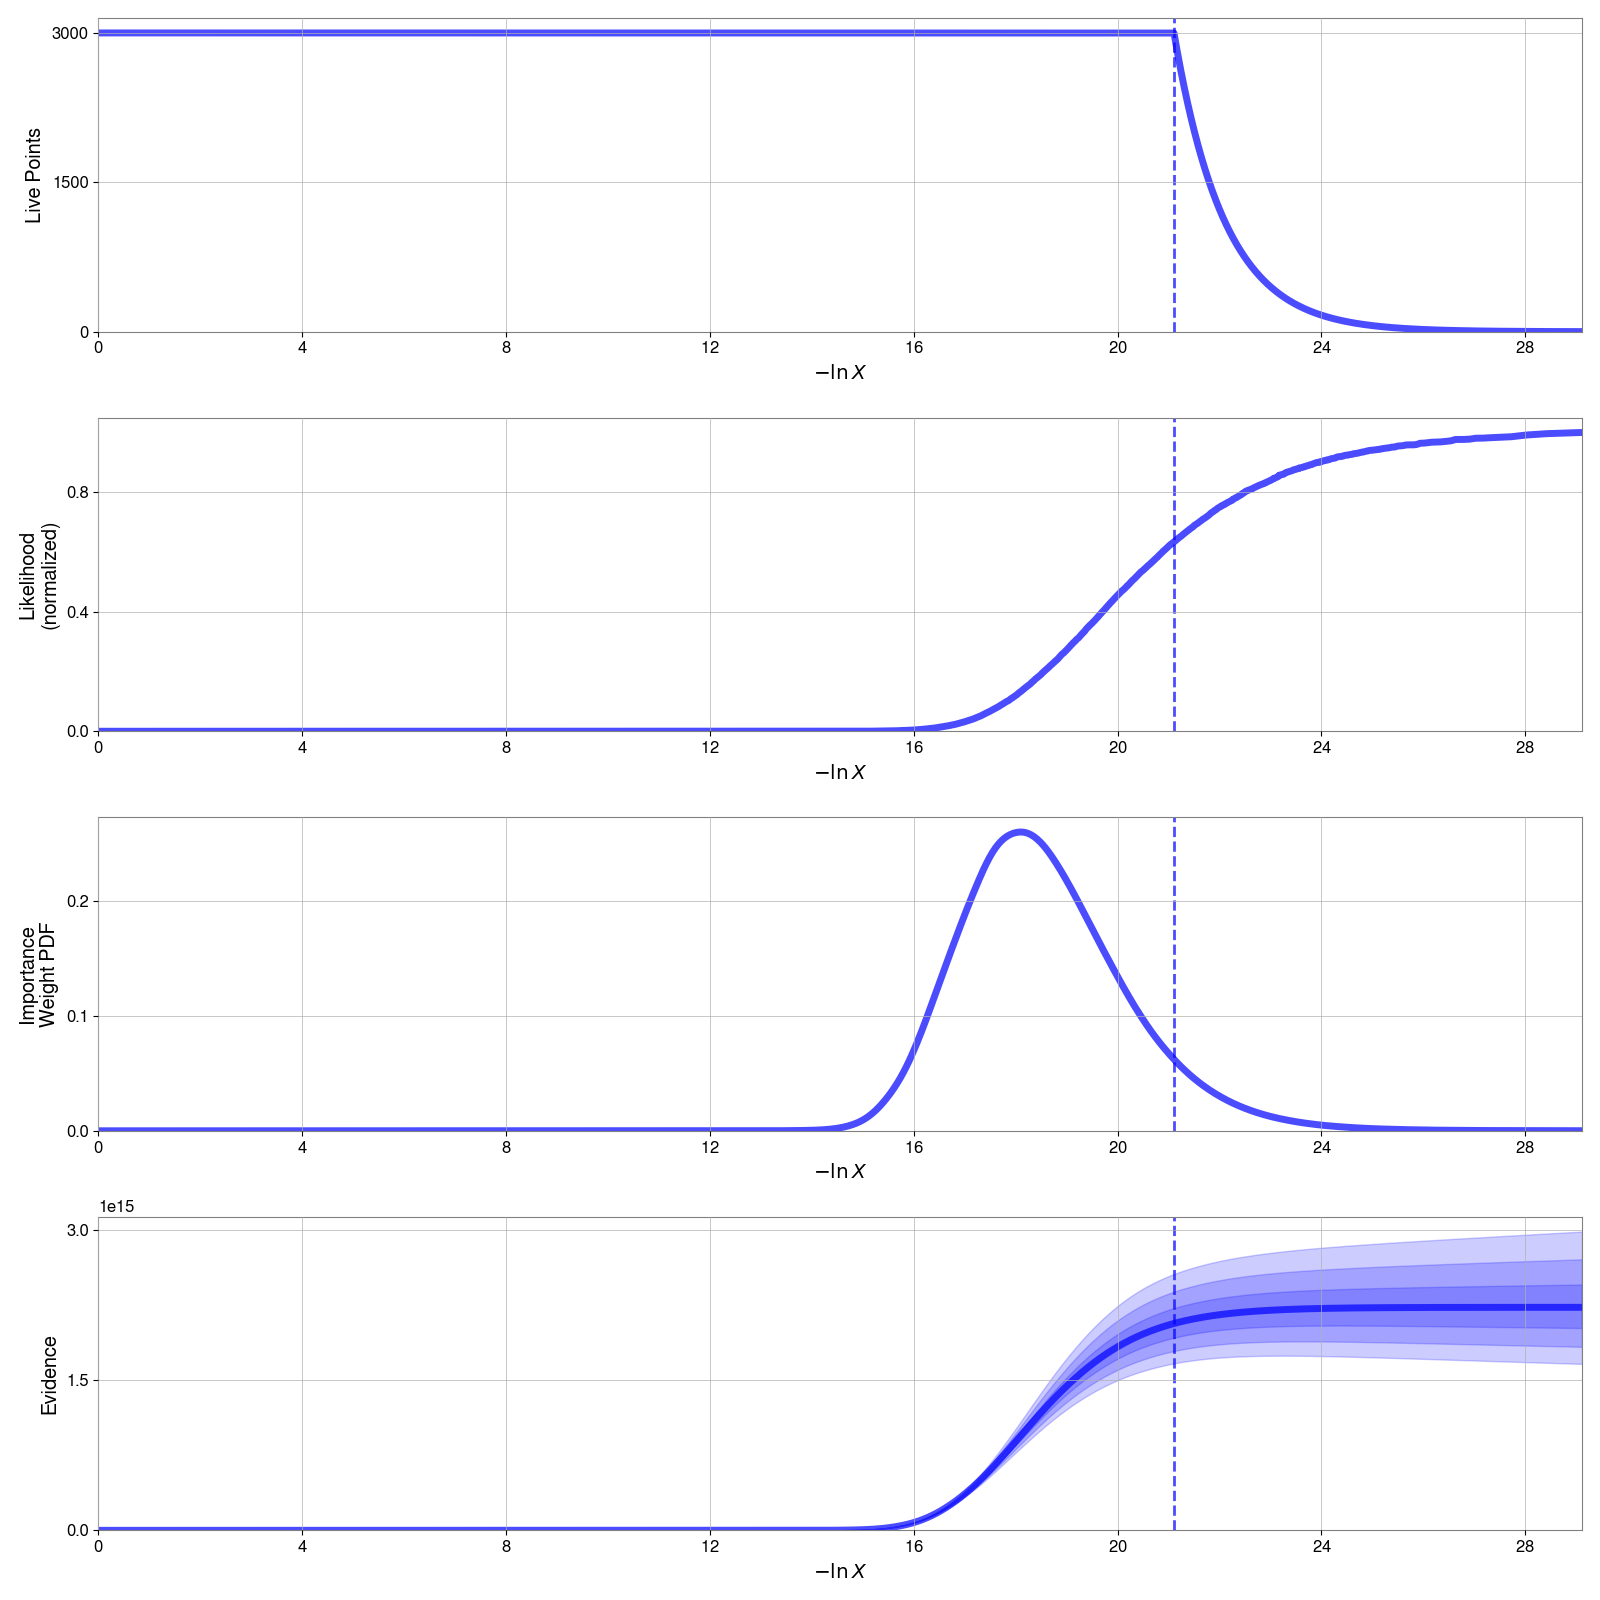 3000
1500
0
Live Points
0 4 8 12 16 20 24 28
−ln X
0.8
0.4
0.0
Likelihood
(normalized)
0 4 8 12 16 20 24 28
−ln X
0.2
0.1
0.0
Importance
Weight PDF
0 4 8 12 16 20 24 28
−ln X
1e15
3.0
1.5
0.0
Evidence
0 4 8 12 16 20 24 28
−ln X